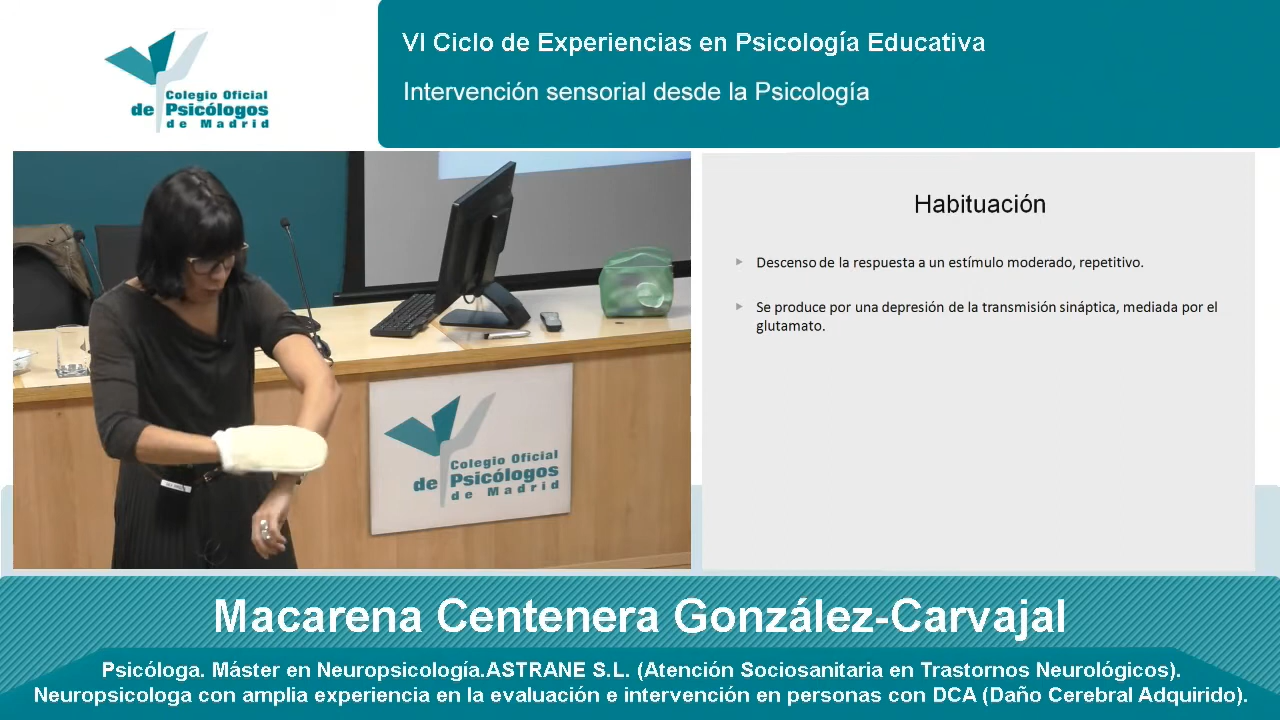 VI Ciclo de Experiencias en Psicología Educativa
Intervención sensorial desde la Psicología
Colegio Oficial
de Psicólogos
de Madrid
Colegio Oficial
de Psicólogos
de Madrid
Habituación
Descenso de la respuesta a un estímulo moderado, repetitivo.
Se produce por una depresión de la transmisión sináptica, mediada por el
glutamato.
Macarena Centenera González-Carvajal
Psicóloga. Máster en Neuropsicología.ASTRANE S.L. (Atención Sociosanitaria en Trastornos Neurológicos).
Neuropsicologa con amplia experiencia en la evaluación e intervención en personas con DCA (Daño Cerebral Adquirido).